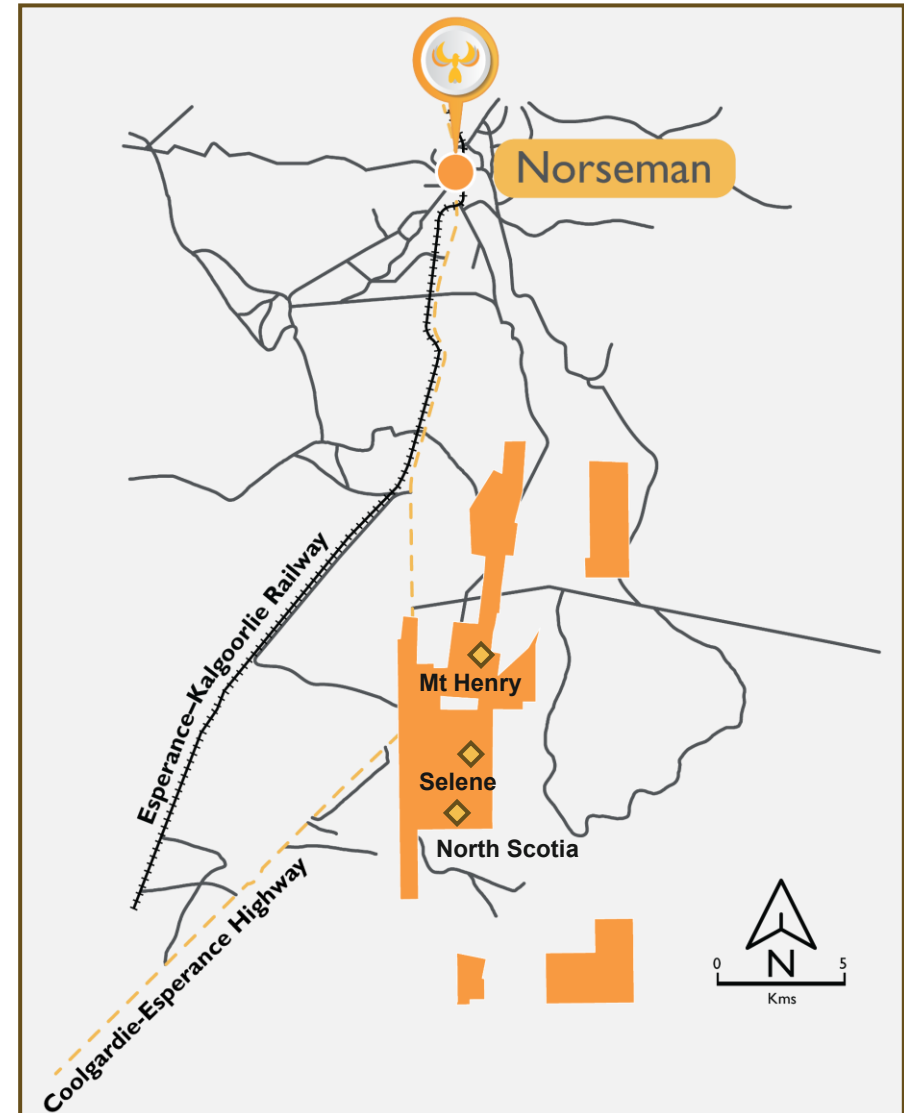 Norseman
Esperance–Kalgoorlie Railway
Mt Henry
Selene
North Scotia
Coolgardie-Esperance Highway
0 N 5
Kms